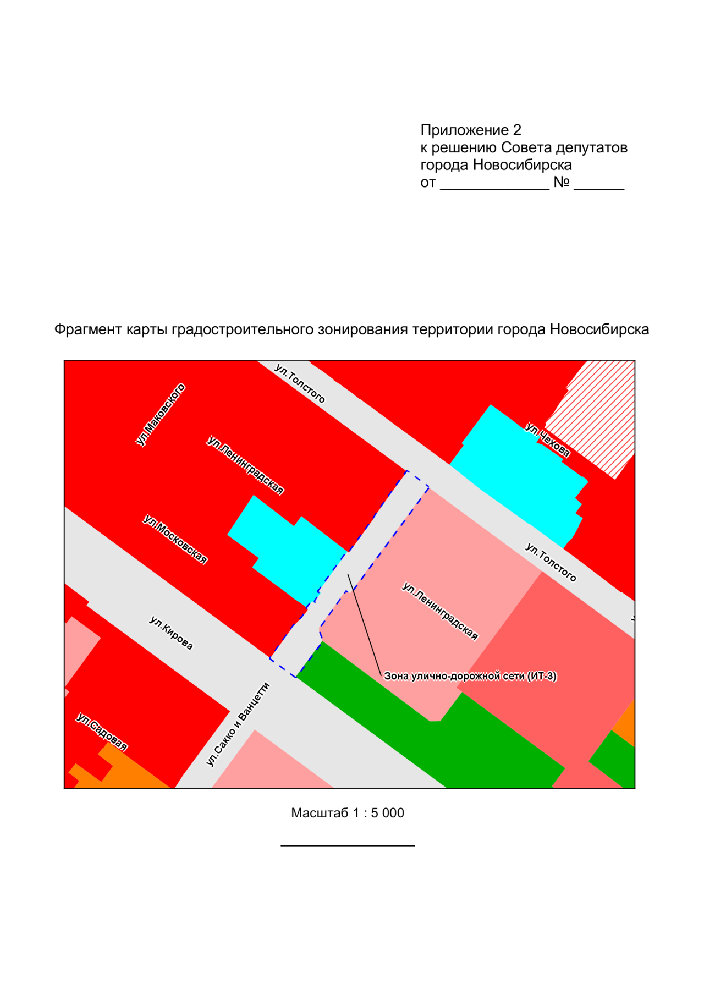 Приложение 2
к решению Совета депутатов
города Новосибирска
от _____________ № ______
Фрагмент карты градостроительного зонирования территории города Новосибирска
ул.Толстого
ул.Маковского
ул.Чехова
ул.Ленинградская
ул.Московская
ул.Толстого
ул.Ленинградская
ул.Кирова
Зона улично-дорожной сети (ИТ-3)
ул.Сакко и Ванцетти
ул.Садовая
Масштаб 1 : 5 000